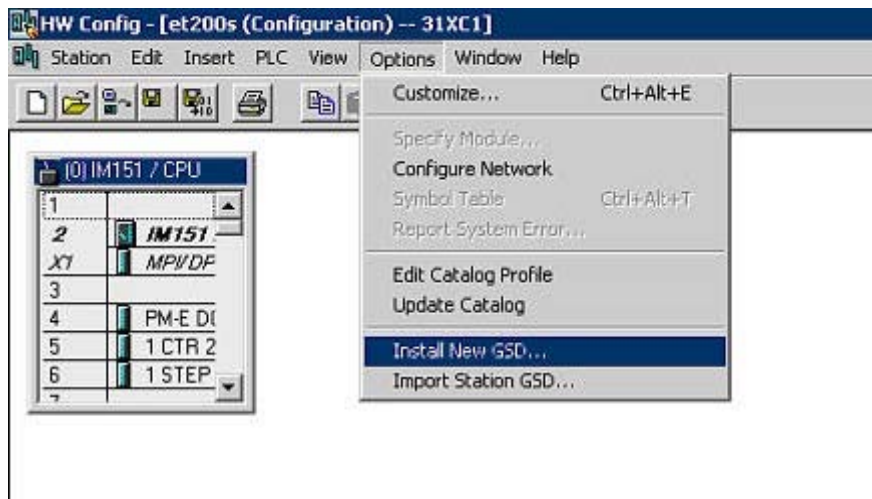 HW Config - [et200s (Configuration) -- 31XC1]
Station Edit Insert PLC View Options Window Help
Customize... Ctrl+Alt+E
Specify Module...
Configure Network
Symbol Table Ctrl+Alt+T
Report System Error...
Edit Catalog Profile
Update Catalog
Install New GSD...
Import Station GSD...
(0) IM151 / CPU
1
2 IM151
X1 MPI/DP
3
4 PM-E DC
5 1 CTR 2
6 1 STEP
7